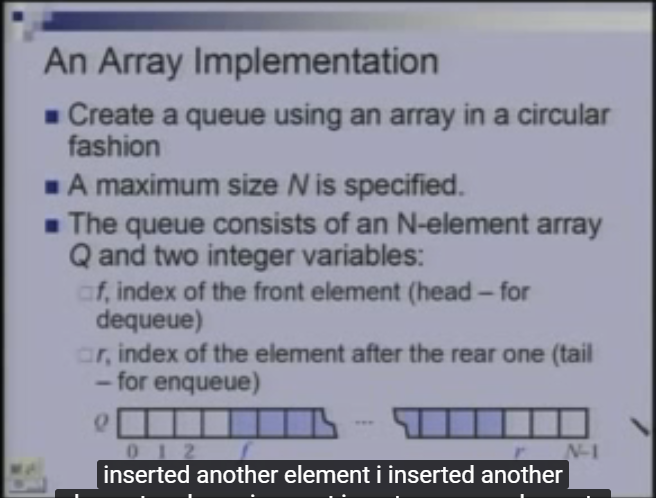 An Array Implementation
Create a queue using an array in a circular
fashion
A maximum size N is specified.
The queue consists of an N-element array
Q and two integer variables:
f, index of the front element (head – for
dequeue)
r, index of the element after the rear one (tail
– for enqueue)
Q ...
0 1 2 f r N-1
inserted another element i inserted another